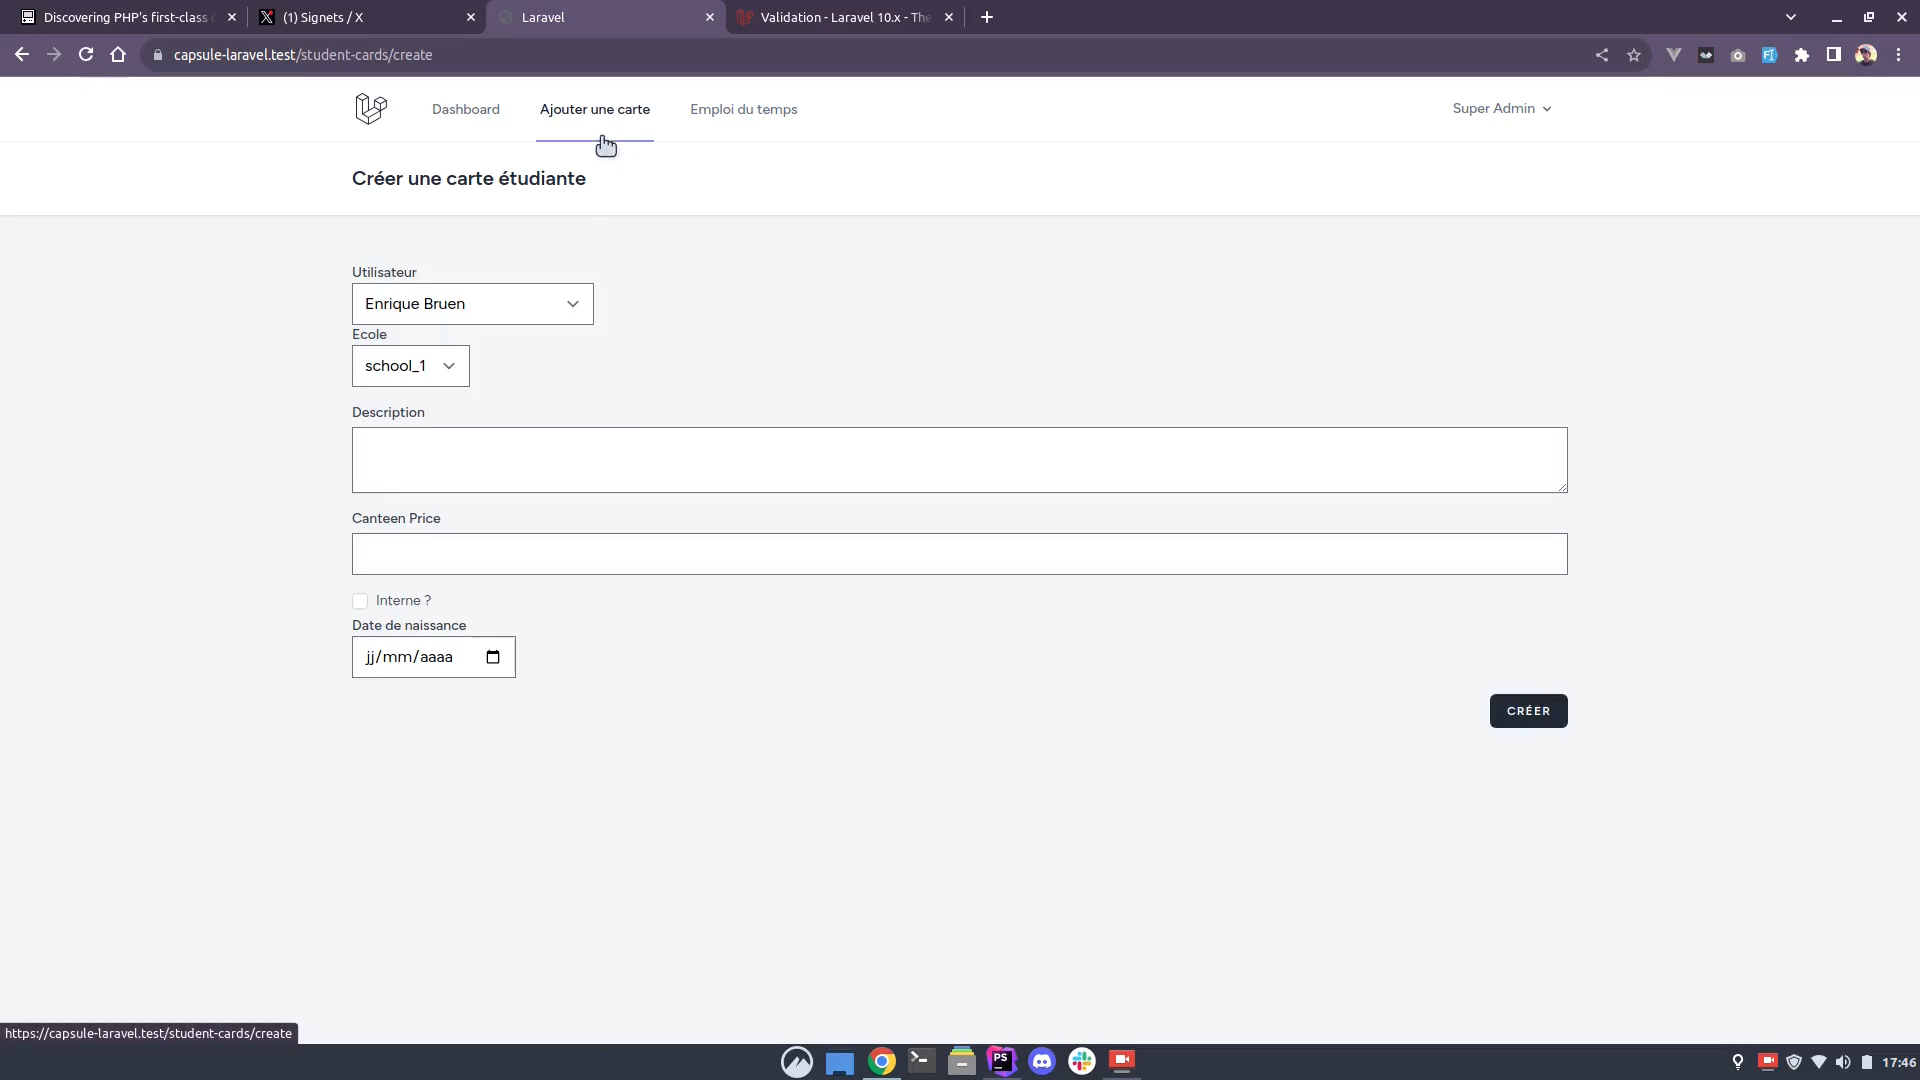 Discovering PHP's first-class
(1) Signets / X
Laravel
Validation - Laravel 10.x - The
capsule-laravel.test/student-cards/create
Dashboard
Ajouter une carte
Emploi du temps
Super Admin
Créer une carte étudiante
Utilisateur
Enrique Bruen
Ecole
school_1
Description
Canteen Price
Interne ?
Date de naissance
jj/mm/aaaa
CRÉER
https://capsule-laravel.test/student-cards/create
PS
17:46